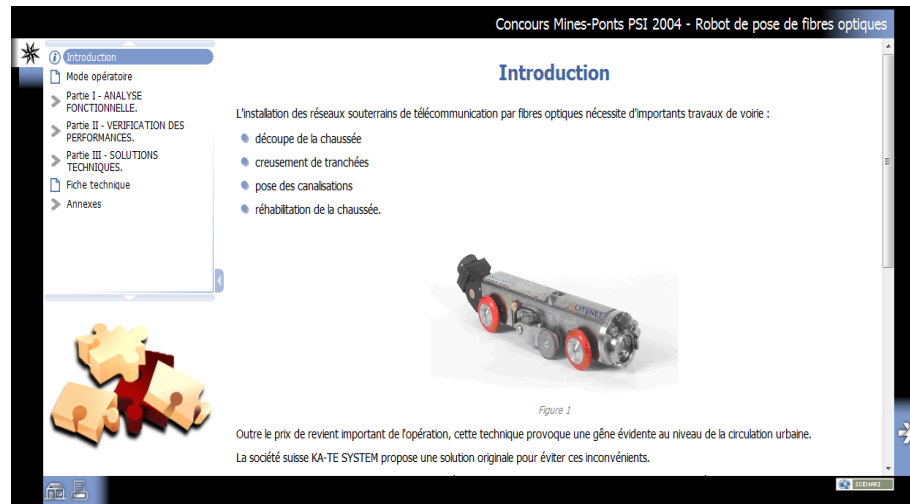 Concours Mines-Ponts PSI 2004 - Robot de pose de fibres optiques
Introduction
Mode opératoire
Partie I - ANALYSE
FONCTIONNELLE.
Partie II - VERIFICATION DES
PERFORMANCES.
Partie III - SOLUTIONS
TECHNIQUES.
Fiche technique
Annexes
Introduction
L'installation des réseaux souterrains de télécommunication par fibres optiques nécessite d'importants travaux de voirie :
découpe de la chaussée
creusement de tranchées
pose des canalisations
réhabilitation de la chaussée.
CITYNET
Figure 1
Outre le prix de revient important de l'opération, cette technique provoque une gêne évidente au niveau de la circulation urbaine.
La société suisse KA-TE SYSTEM propose une solution originale pour éviter ces inconvénients.
SCENARI